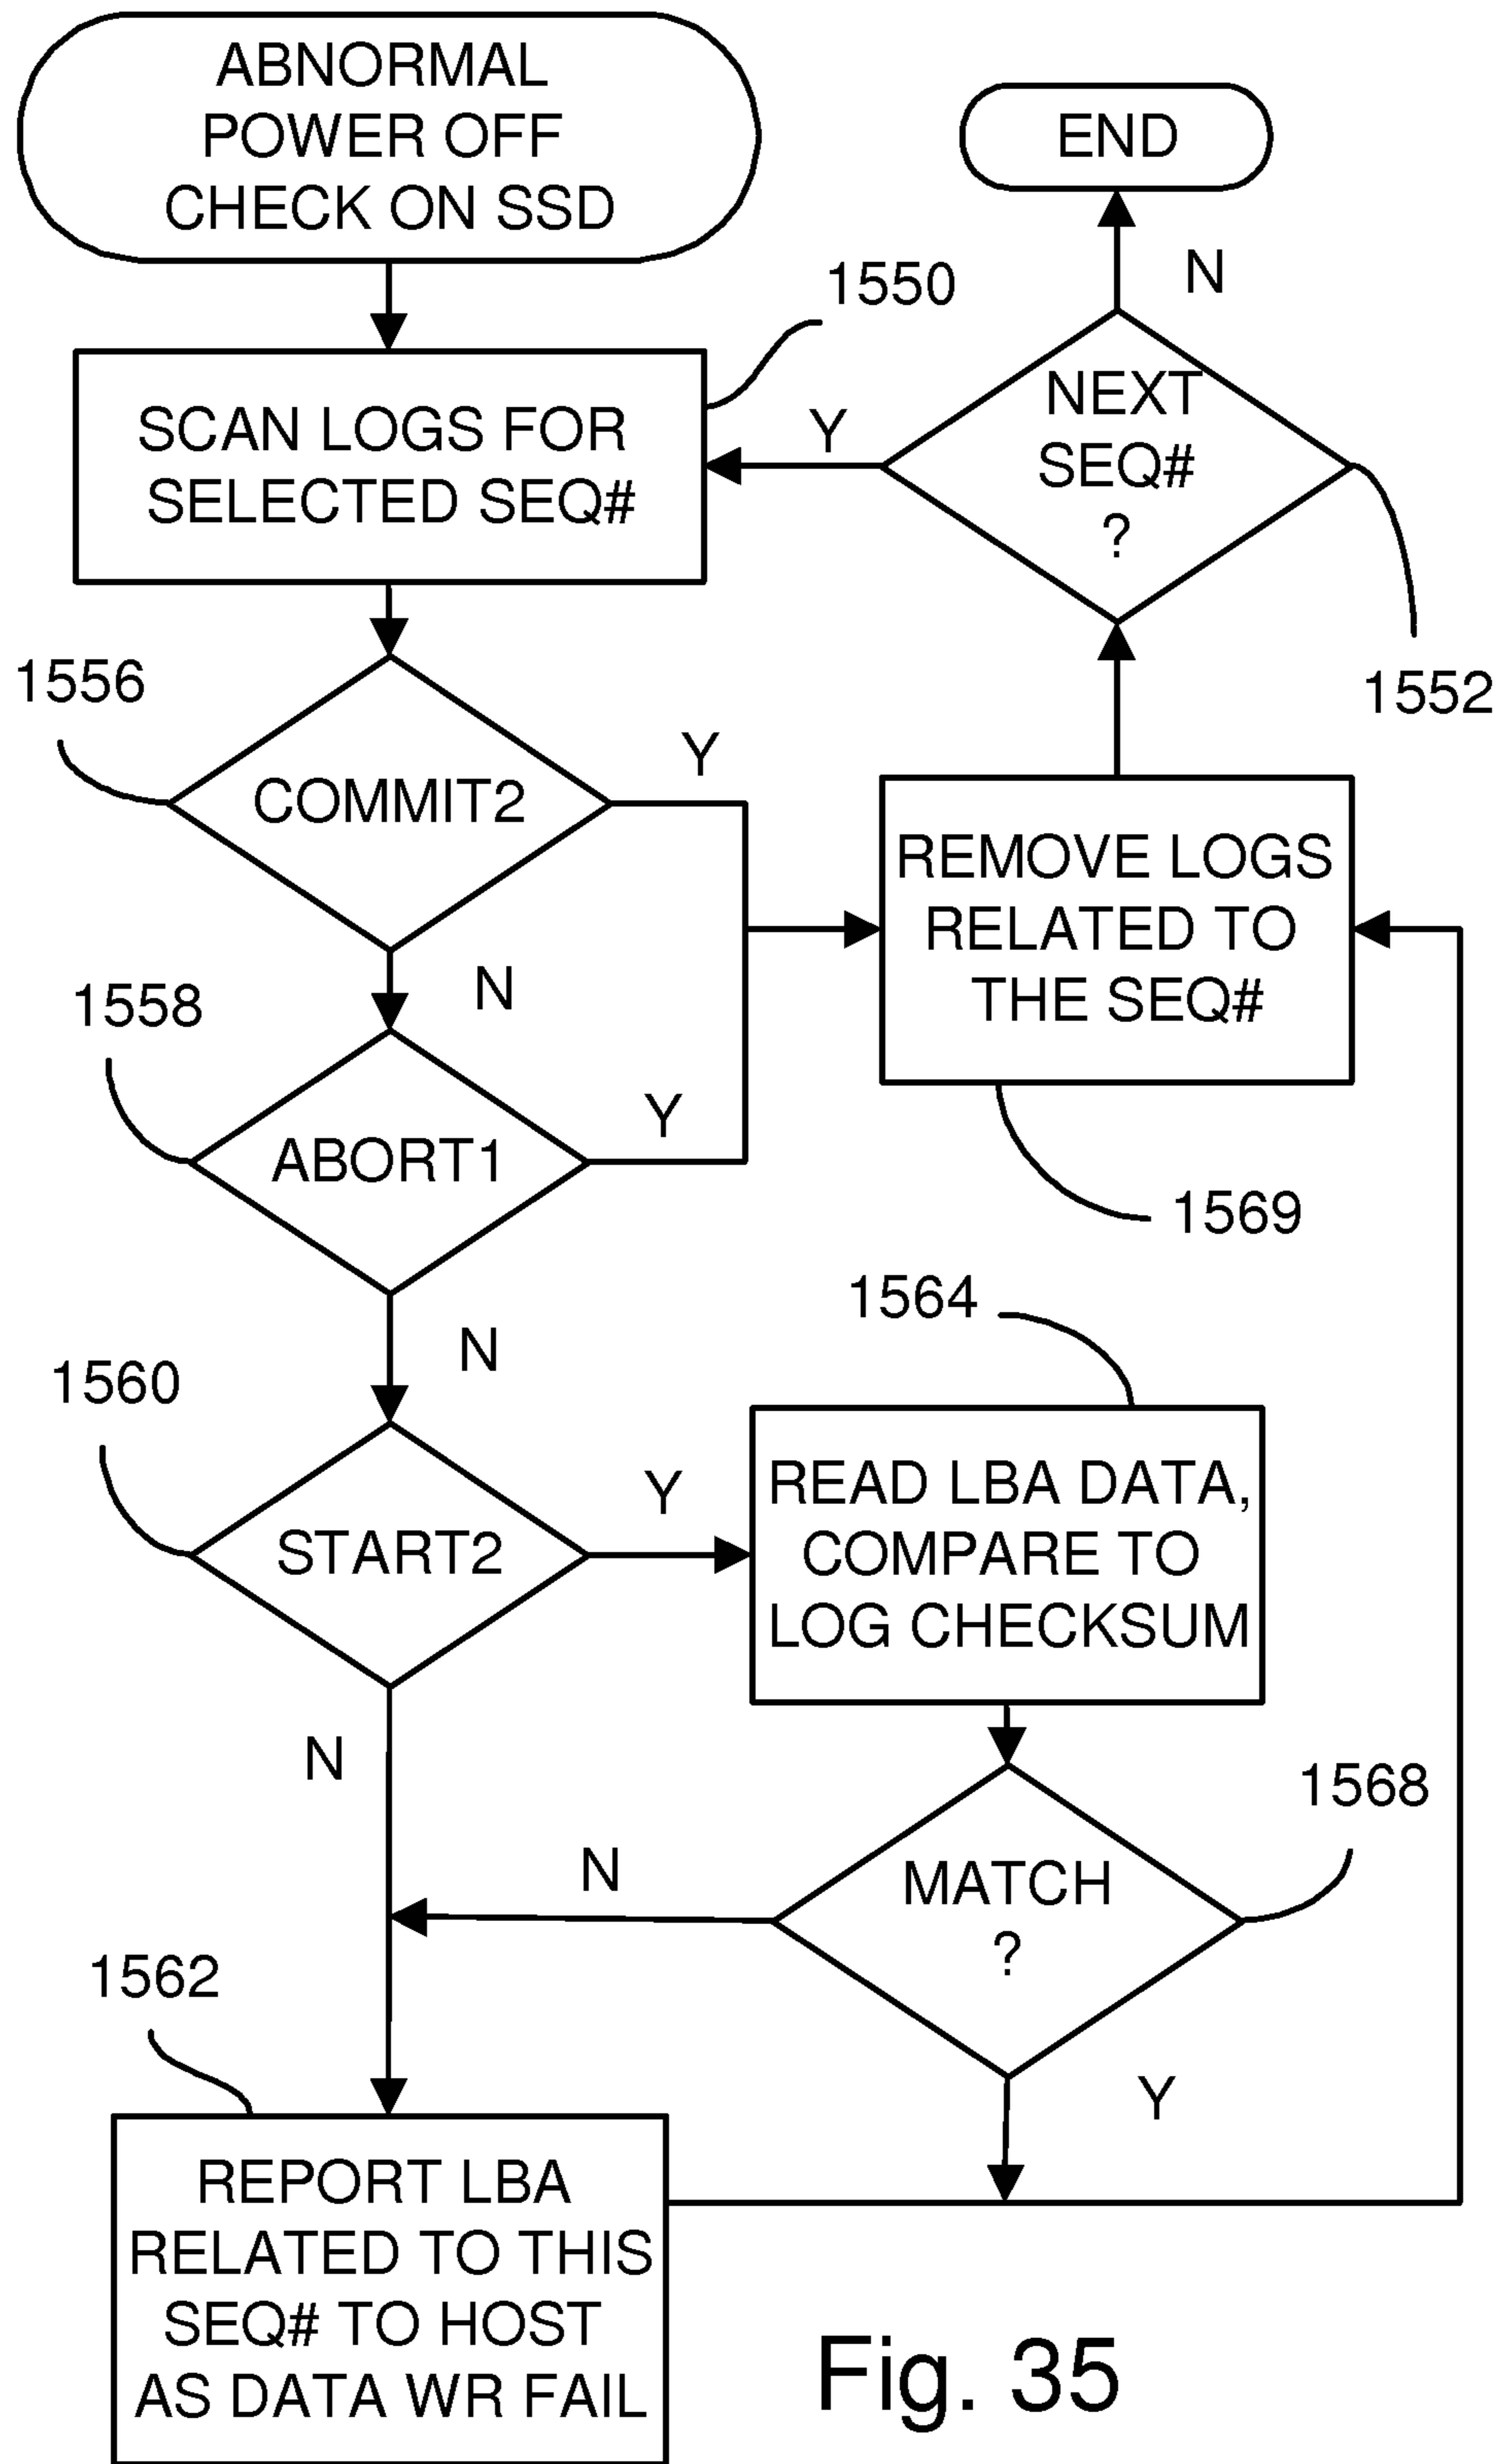 ABNORMAL
POWER OFF
CHECK ON SSD
END
N
1550
SCAN LOGS FOR
SELECTED SEQ#
Y
NEXT
SEQ#
?
1552
1556
COMMIT2
Y
N
REMOVE LOGS
RELATED TO
THE SEQ#
1569
1558
ABORT1
Y
N
1560
START2
Y
N
1564
READ LBA DATA,
COMPARE TO
LOG CHECKSUM
1568
MATCH
?
N
Y
1562
REPORT LBA
RELATED TO THIS
SEQ# TO HOST
AS DATA WR FAIL
Fig. 35